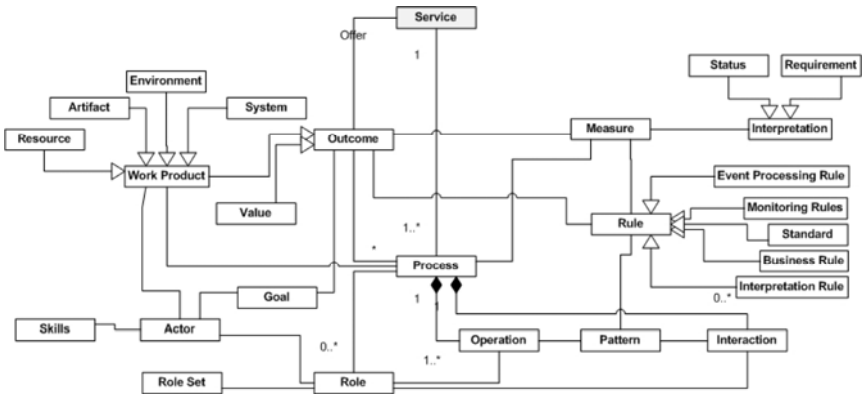 Service
Offer
1
Environment
Status
Requirement
Artifact
System
Resource
Outcome
Measure
Interpretation
Work Product
Event Processing Rule
Value
Monitoring Rules
1..*
Rule
Standard
*
Process
Business Rule
Goal
Interpretation Rule
1
1
0..*
Skills
Actor
0..*
1..*
Operation
Pattern
Interaction
Role Set
Role